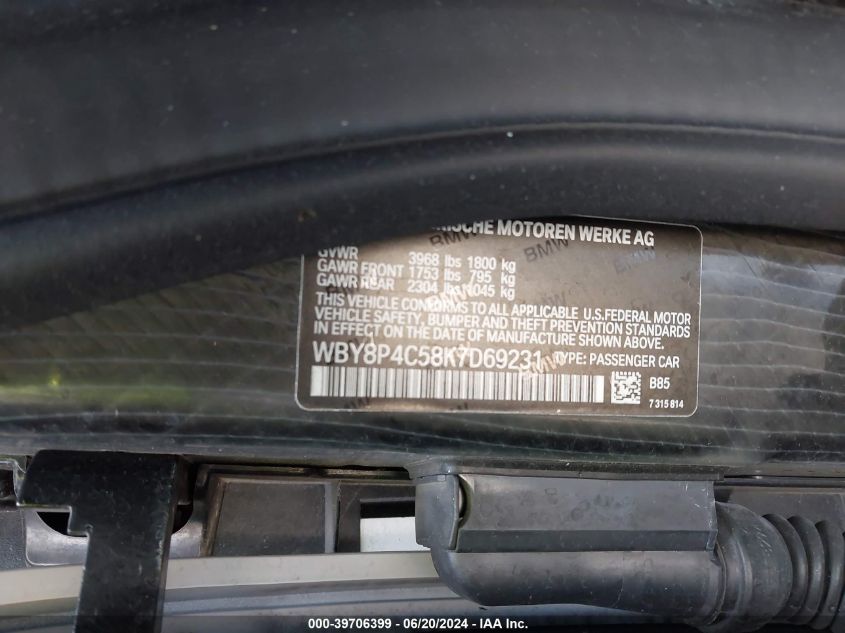 MOTOREN WERKE AG
GVWR 3968 lbs 1800 kg
GAWR FRONT 1753 lbs 795 kg
GAWR REAR 2304 lbs 1045 kg
THIS VEHICLE CONFORMS TO ALL APPLICABLE U.S.FEDERAL MOTOR
VEHICLE SAFETY, BUMPER AND THEFT PREVENTION STANDARDS
IN EFFECT ON THE DATE OF MANUFACTURE SHOWN ABOVE.
WBY8P4C58K7D69231 TYPE: PASSENGER CAR
B85
7 315 814
BMW
BMW
BMW
000-39706399 - 06/20/2024 - IAA Inc.